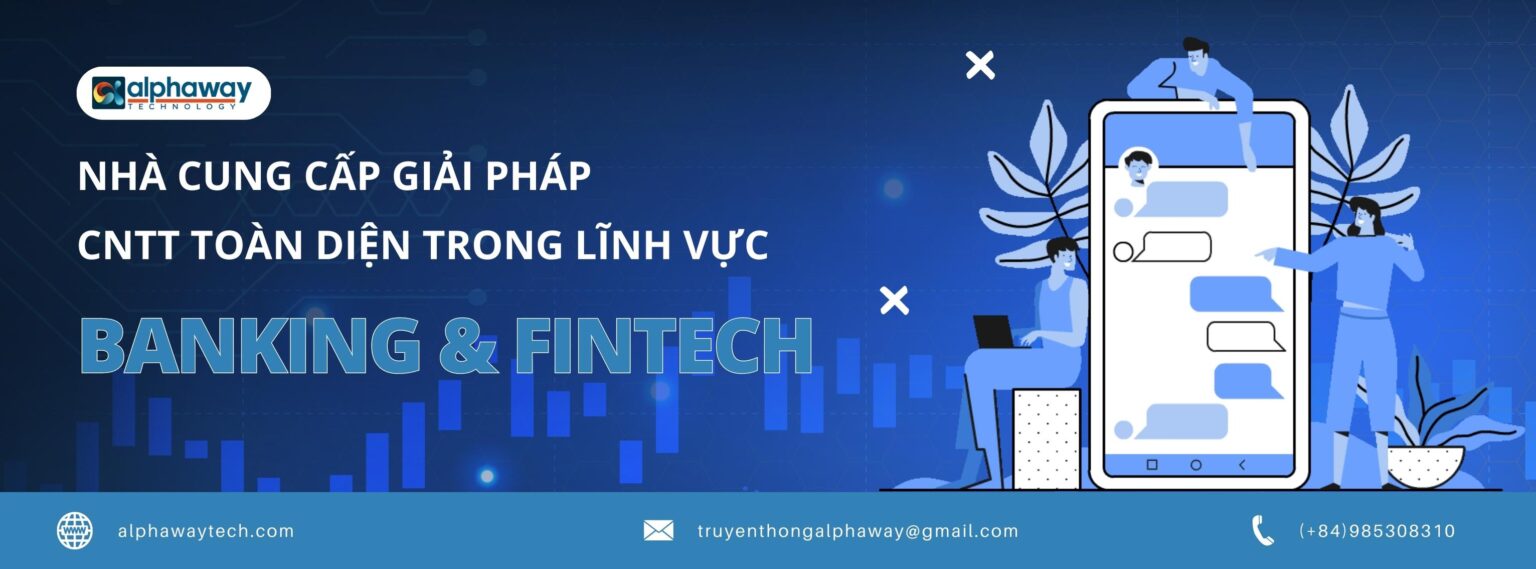 alphaway
TECHNOLOGY
NHÀ CUNG CẤP GIẢI PHÁP
CNTT TOÀN DIỆN TRONG LĨNH VỰC
BANKING & FINTECH
WWW
alphawaytech.com
truyenthongalphaway@gmail.com
(+84)985308310